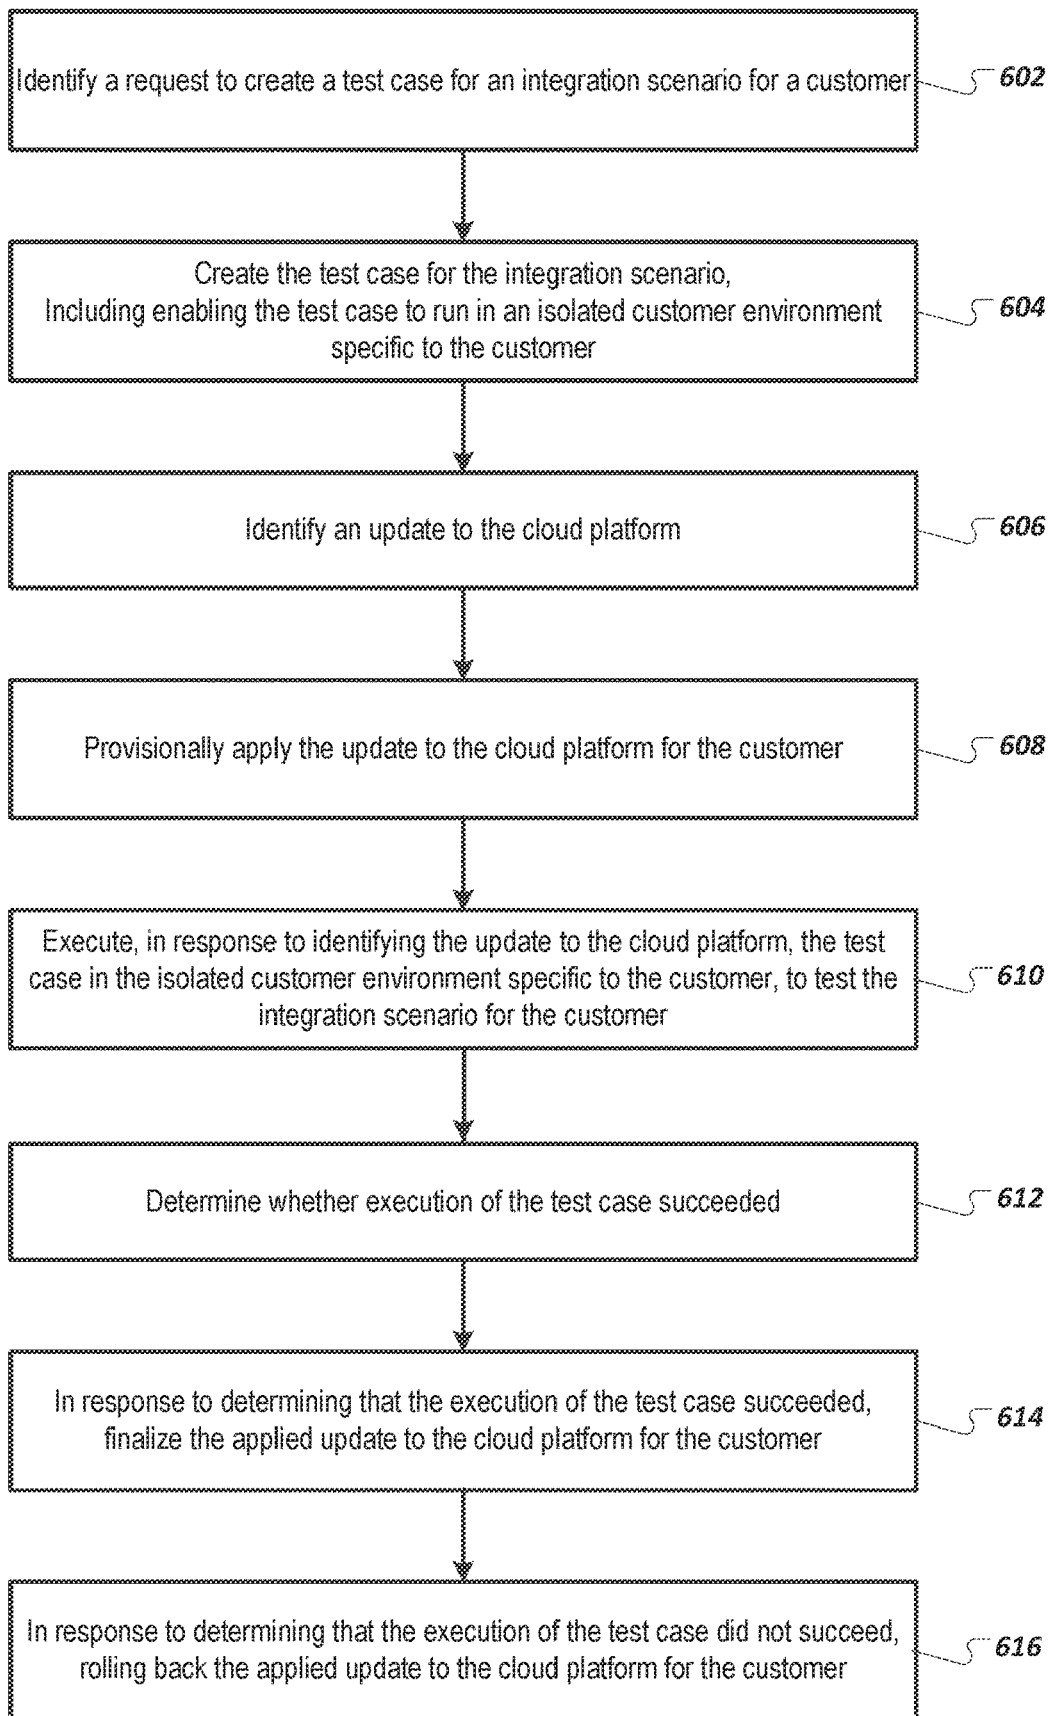 Identify a request to create a test case for an integration scenario for a customer
602
Create the test case for the integration scenario,
Including enabling the test case to run in an isolated customer environment
specific to the customer
604
Identify an update to the cloud platform
606
Provisionally apply the update to the cloud platform for the customer
608
Execute, in response to identifying the update to the cloud platform, the test
case in the isolated customer environment specific to the customer, to test the
integration scenario for the customer
610
Determine whether execution of the test case succeeded
612
In response to determining that the execution of the test case succeeded,
finalize the applied update to the cloud platform for the customer
614
In response to determining that the execution of the test case did not succeed,
rolling back the applied update to the cloud platform for the customer
616